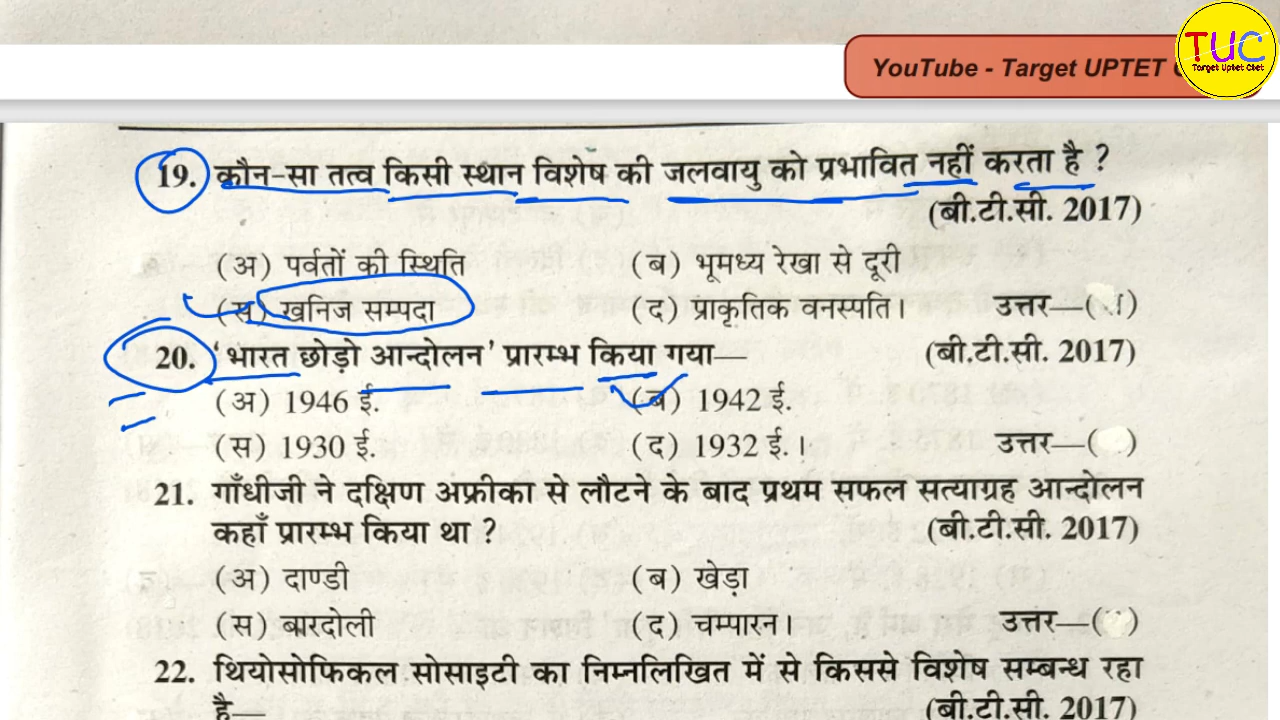 TUC
Target Uptet Ctet
YouTube - Target UPTET
19. कौन-सा तत्व किसी स्थान विशेष की जलवायु को प्रभावित नहीं करता है ?
(बी.टी.सी. 2017)
(अ) पर्वतों की स्थिति (ब) भूमध्य रेखा से दूरी
(स) खनिज सम्पदा (द) प्राकृतिक वनस्पति। उत्तर—( )
20. 'भारत छोड़ो आन्दोलन' प्रारम्भ किया गया— (बी.टी.सी. 2017)
(अ) 1946 ई. (ब) 1942 ई.
(स) 1930 ई. (द) 1932 ई.। उत्तर—( )
21. गाँधीजी ने दक्षिण अफ्रीका से लौटने के बाद प्रथम सफल सत्याग्रह आन्दोलन
कहाँ प्रारम्भ किया था ? (बी.टी.सी. 2017)
(अ) दाण्डी (ब) खेड़ा
(स) बारदोली (द) चम्पारन। उत्तर—( )
22. थियोसोफिकल सोसाइटी का निम्नलिखित में से किससे विशेष सम्बन्ध रहा
है— (बी.टी.सी. 2017)